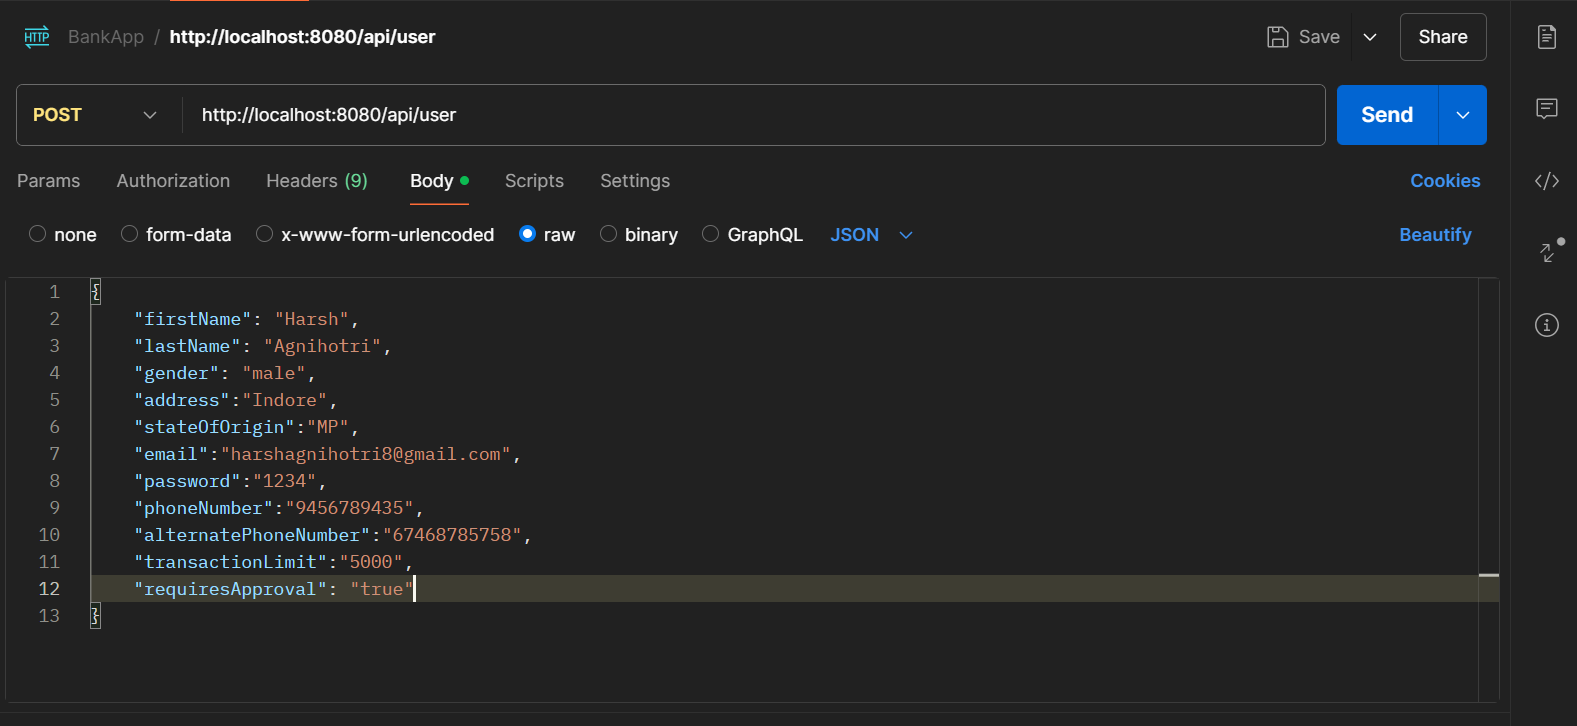 HTTP BankApp / http://localhost:8080/api/user Save Share
POST http://localhost:8080/api/user Send
Params Authorization Headers (9) Body Scripts Settings Cookies
none form-data x-www-form-urlencoded raw binary GraphQL JSON Beautify
1 {
2 "firstName": "Harsh",
3 "lastName": "Agnihotri",
4 "gender": "male",
5 "address":"Indore",
6 "stateOfOrigin":"MP",
7 "email":"harshagnihotri8@gmail.com",
8 "password":"1234",
9 "phoneNumber":"9456789435",
10 "alternatePhoneNumber":"67468785758",
11 "transactionLimit":"5000",
12 "requiresApproval": "true"
13 }